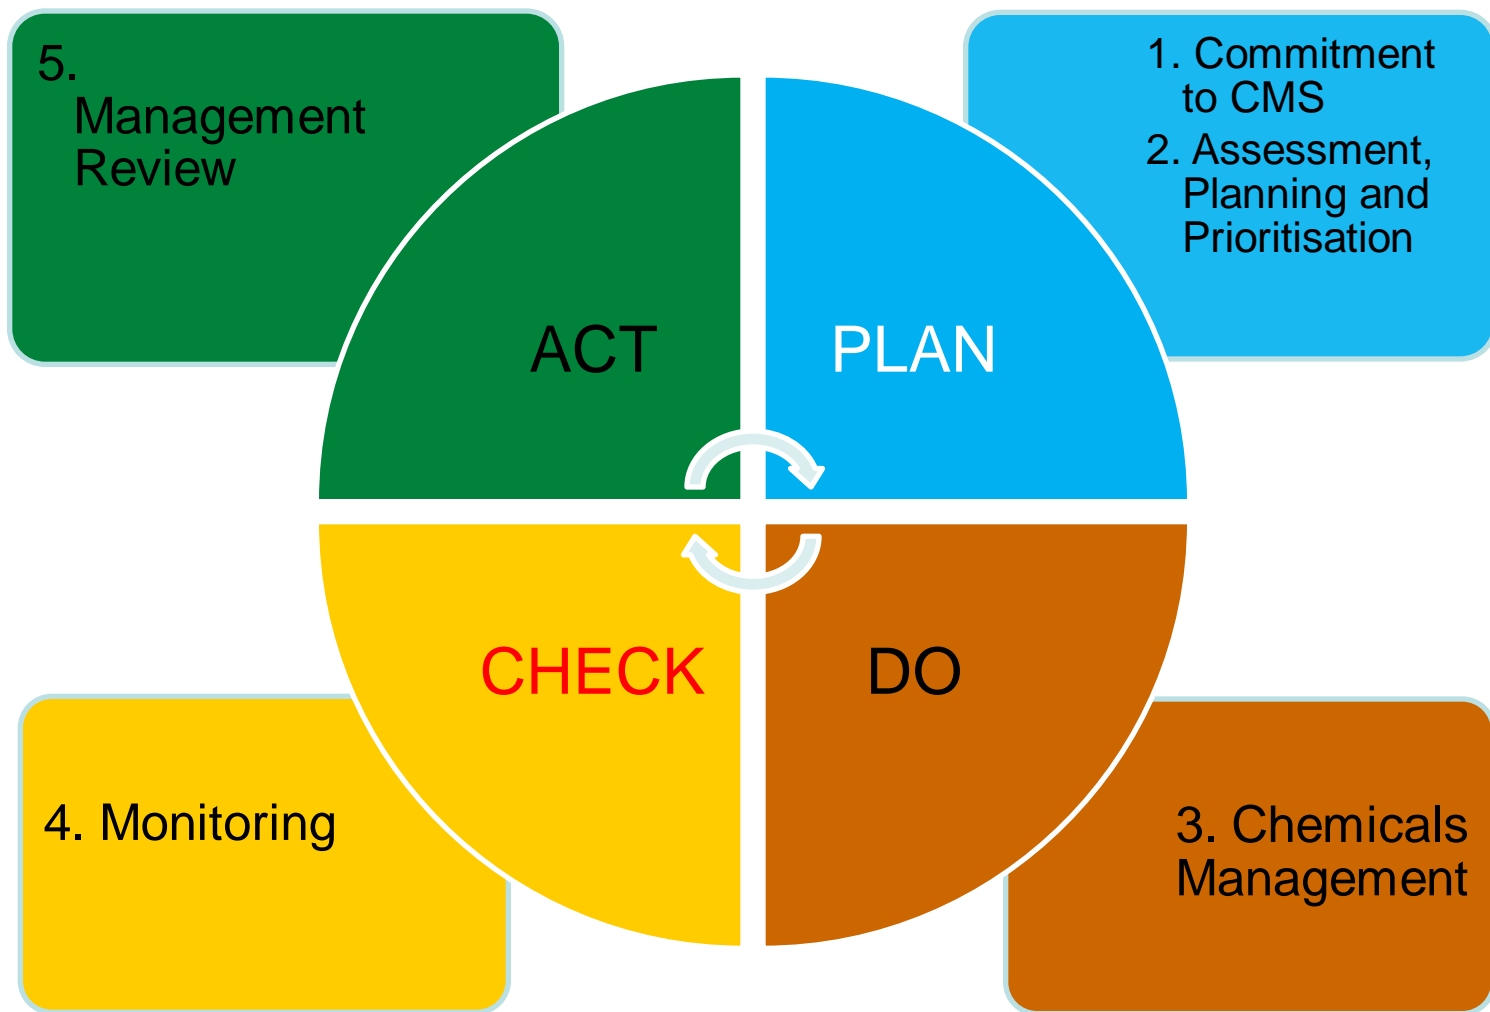 5.
Management
Review
1. Commitment
to CMS
2. Assessment,
Planning and
Prioritisation
ACT
PLAN
CHECK
DO
4. Monitoring
3. Chemicals
Management